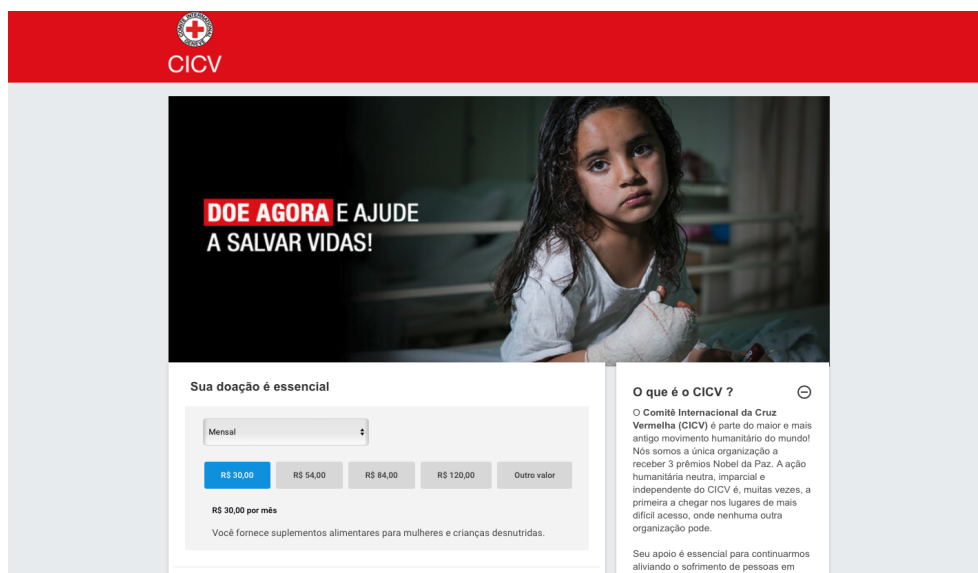 COMITÉ INTERNATIONAL GENÈVE
CICV
DOE AGORA E AJUDE
A SALVAR VIDAS!
Sua doação é essencial
Mensal
R$ 30,00
R$ 54,00
R$ 84,00
R$ 120,00
Outro valor
R$ 30,00 por mês
Você fornece suplementos alimentares para mulheres e crianças desnutridas.
O que é o CICV ?
O Comitê Internacional da Cruz
Vermelha (CICV) é parte do maior e mais
antigo movimento humanitário do mundo!
Nós somos a única organização a
receber 3 prêmios Nobel da Paz. A ação
humanitária neutra, imparcial e
independente do CICV é, muitas vezes, a
primeira a chegar nos lugares de mais
difícil acesso, onde nenhuma outra
organização pode.
Seu apoio é essencial para continuarmos
aliviando o sofrimento de pessoas em